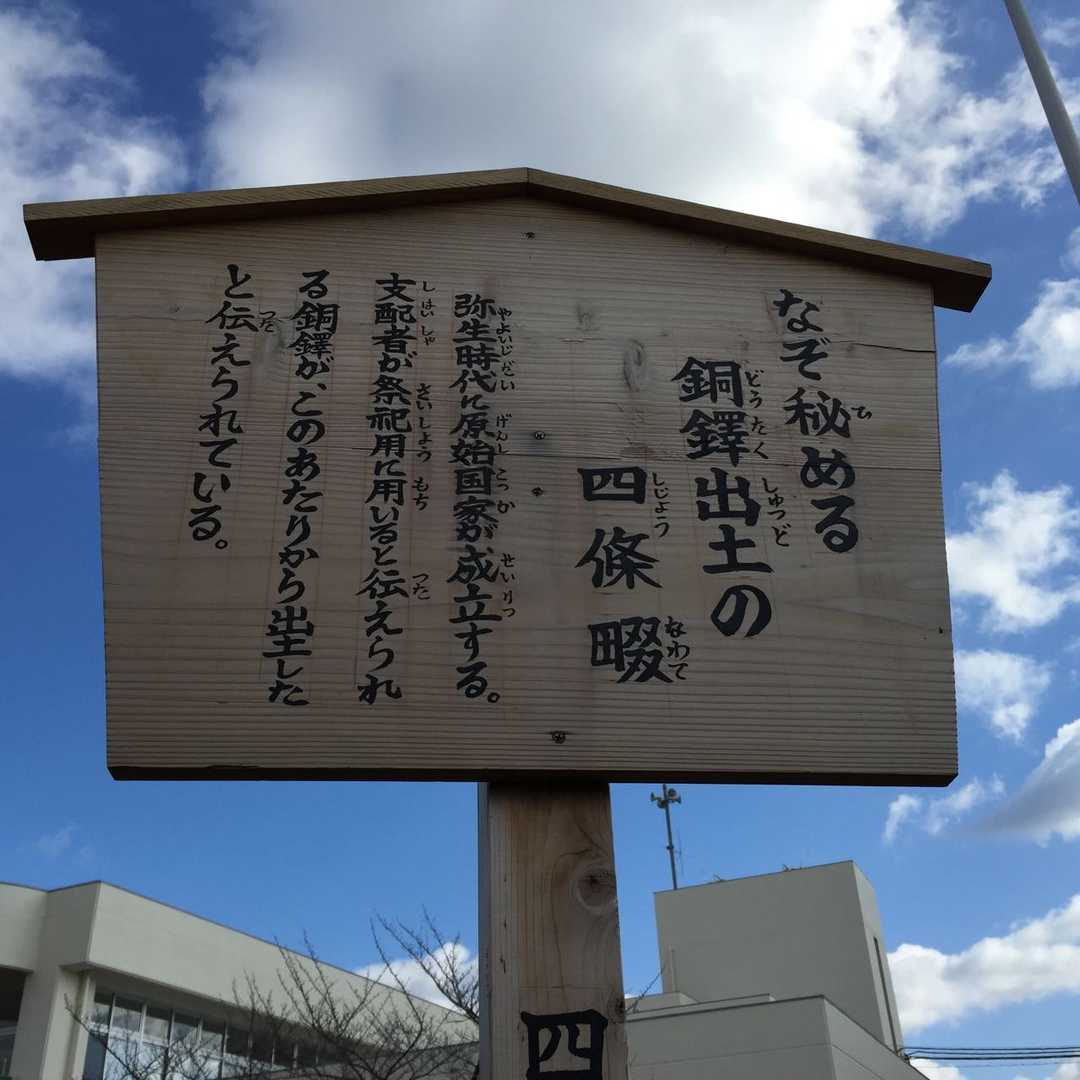 なぞ秘める
銅鐸出土の
四條畷
弥生時代に原始国家が成立する。
支配者が祭祀用に用いると伝えられ
る銅鐸が、このあたりから出土した
と伝えられている。
四